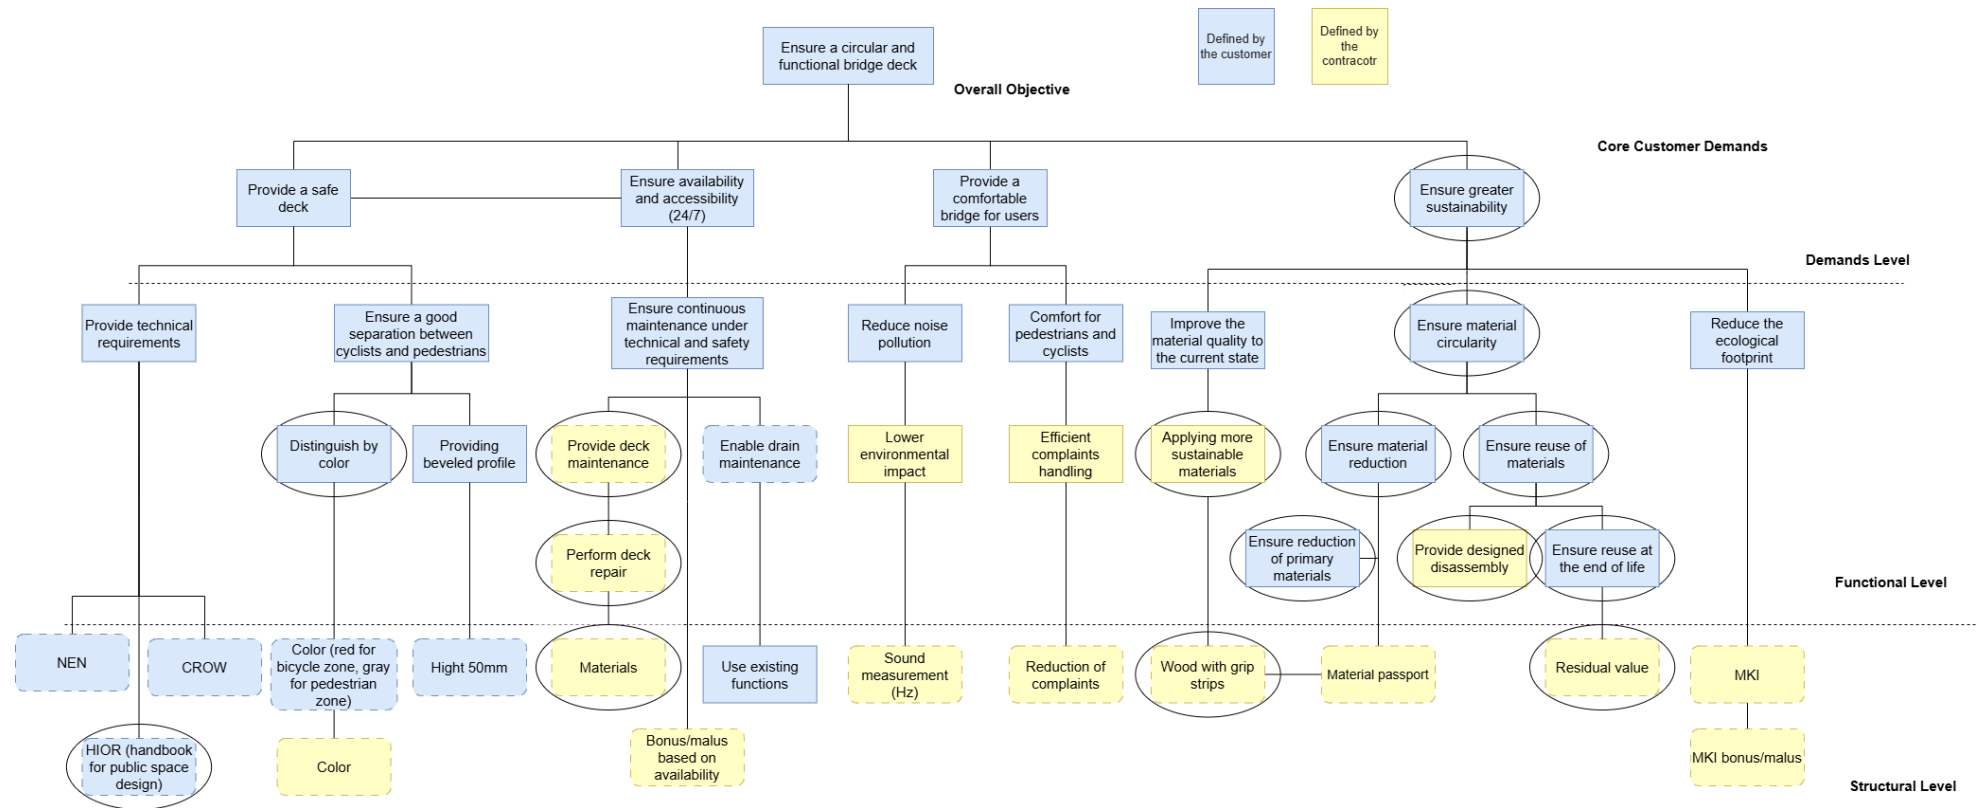 Ensure a circular and
functional bridge deck
Defined by
the customer
Defined by
the
contracotr
Overall Objective
Core Customer Demands
Provide a safe
deck
Ensure availability
and accessibility
(24/7)
Provide a
comfortable
bridge for users
Ensure greater
sustainability
Demands Level
Provide technical
requirements
Ensure a good
separation between
cyclists and pedestrians
Ensure continuous
maintenance under
technical and safety
requirements
Reduce noise
pollution
Comfort for
pedestrians and
cyclists
Improve the
material quality to
the current state
Ensure material
circularity
Reduce the
ecological
footprint
Distinguish by
color
Providing
beveled profile
Provide deck
maintenance
Enable drain
maintenance
Lower
environmental
impact
Efficient
complaints
handling
Applying more
sustainable
materials
Ensure material
reduction
Ensure reuse of
materials
Perform deck
repair
Ensure reduction
of primary
materials
Provide designed
disassembly
Ensure reuse at
the end of life
Functional Level
NEN
CROW
Color (red for
bicycle zone, gray
for pedestrian
zone)
Hight 50mm
Materials
Use existing
functions
Sound
measurement
(Hz)
Reduction of
complaints
Wood with grip
strips
Material passport
Residual value
MKI
HIOR (handbook
for public space
design)
Color
Bonus/malus
based on
availability
MKI bonus/malus
Structural Level